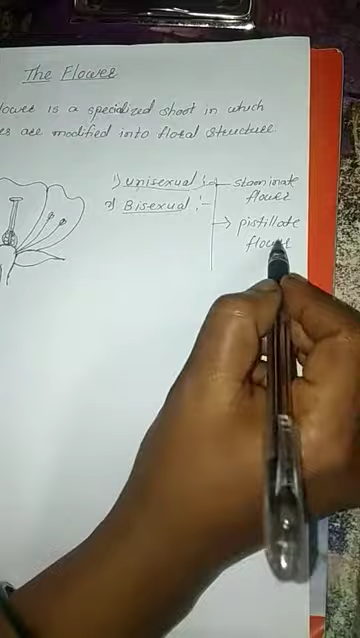 The Flower
lower is a specialized shoot in which
es are modified into floral structure.
1) unisexual :- staminate
flower
2) Bisexual :-
→ pistillate
flower